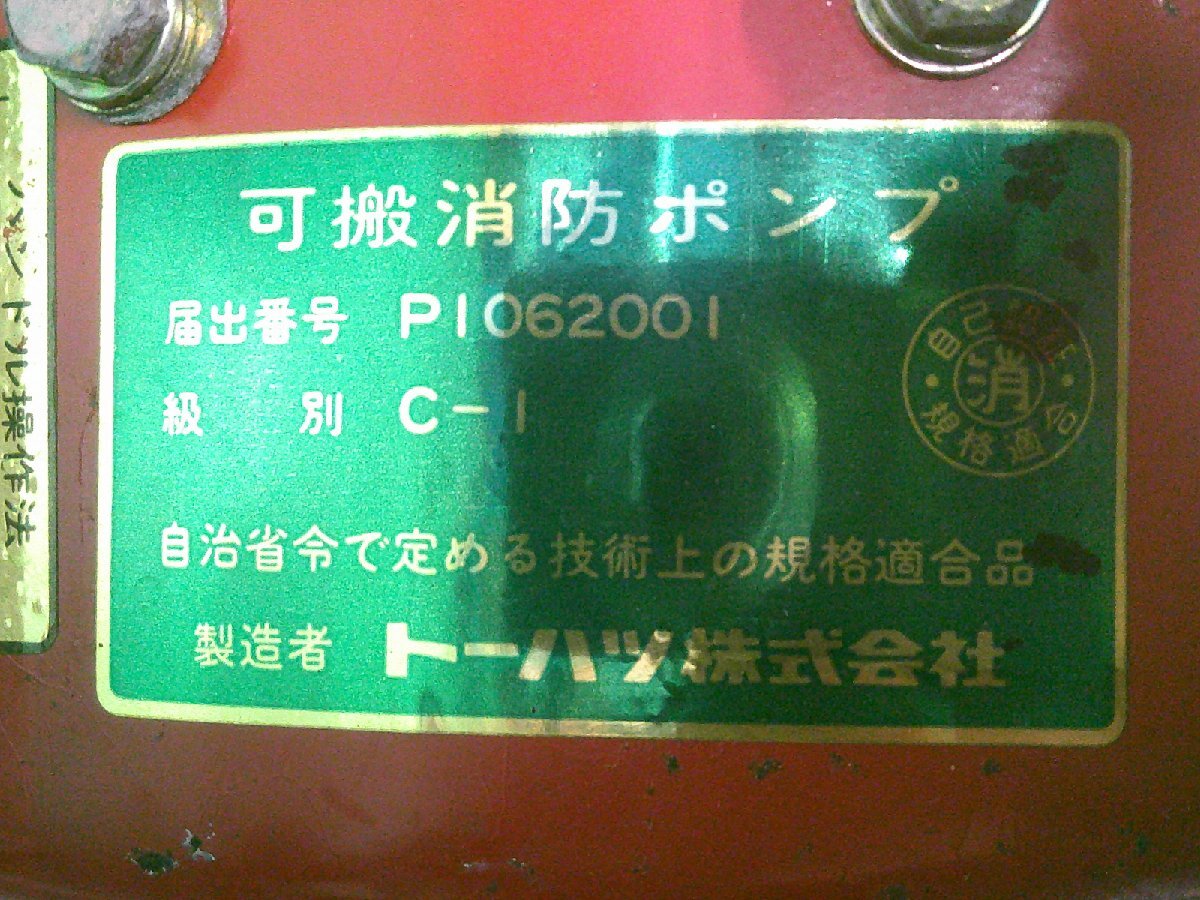 可搬消防ポンプ
届出番号 P1062001
級別 C-1
消
規格適合
自治省令で定める技術上の規格適合品
製造者 トーハツ株式会社
ハンドル操作法